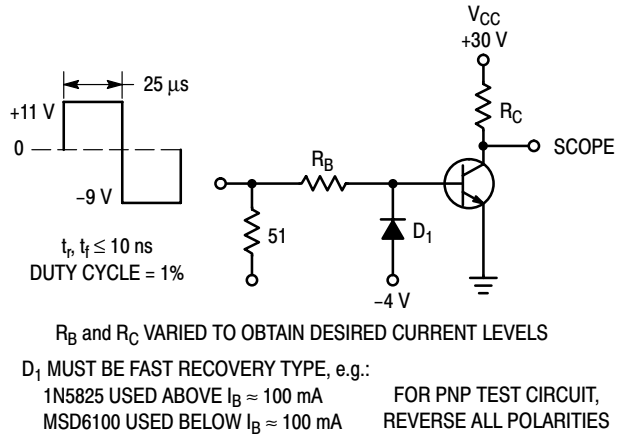 V_CC
+30 V
25 μs
+11 V
R_C
0
SCOPE
R_B
−9 V
51
D_1
t_r, t_f ≤ 10 ns
DUTY CYCLE = 1%
−4 V
R_B and R_C VARIED TO OBTAIN DESIRED CURRENT LEVELS
D_1 MUST BE FAST RECOVERY TYPE, e.g.:
1N5825 USED ABOVE I_B ≈ 100 mA
MSD6100 USED BELOW I_B ≈ 100 mA
FOR PNP TEST CIRCUIT,
REVERSE ALL POLARITIES